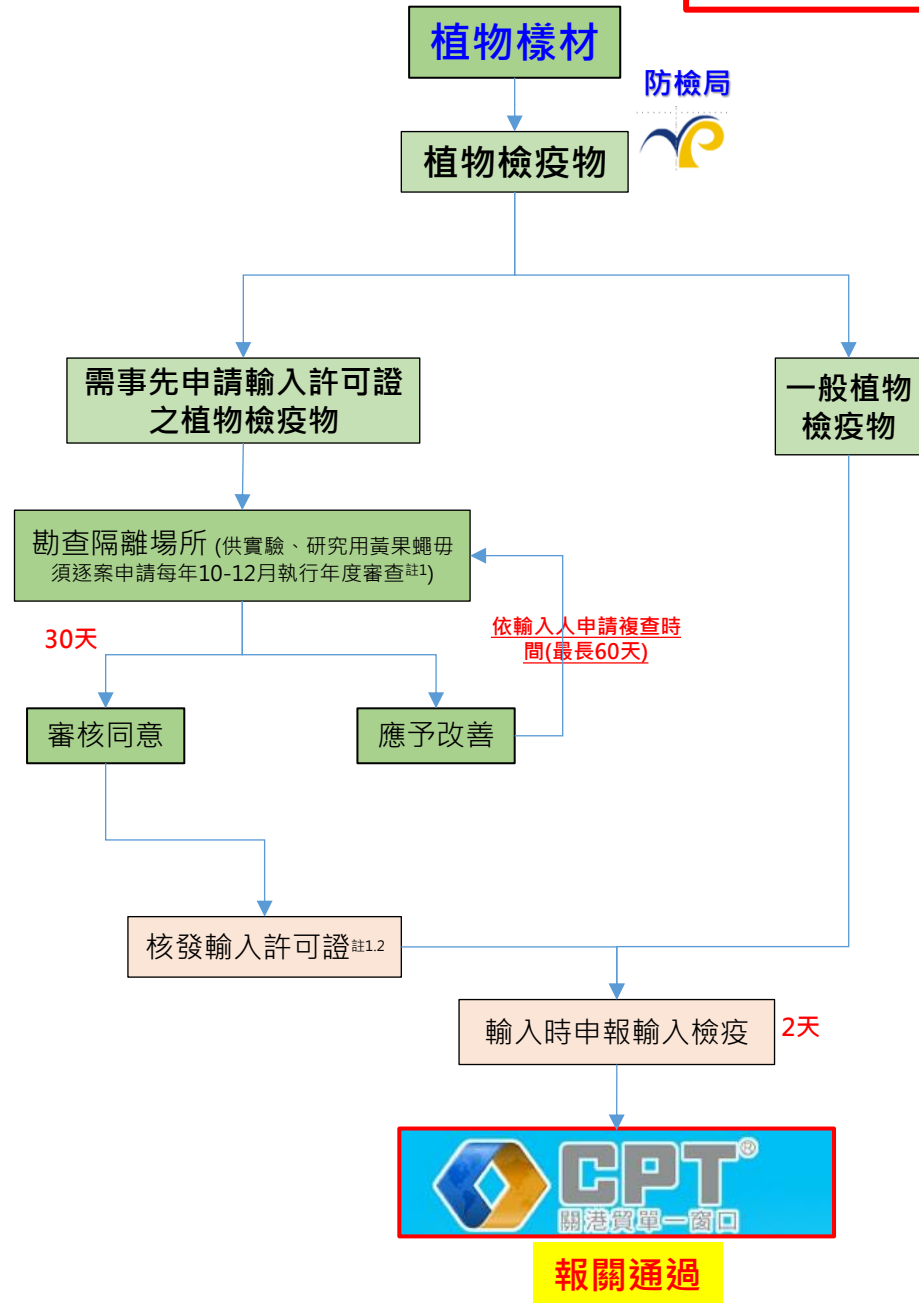 植物樣材
防檢局
植物檢疫物
需事先申請輸入許可證
之植物檢疫物
一般植物
檢疫物
勘查隔離場所 (供實驗、研究用黃果蠅毋
須逐案申請每年10-12月執行年度審查註1)
30天
依輸入人申請複查時
間(最長60天)
審核同意
應予改善
核發輸入許可證註1.2
輸入時申報輸入檢疫
2天
CPT®
關港貿單一窗口
報關通過